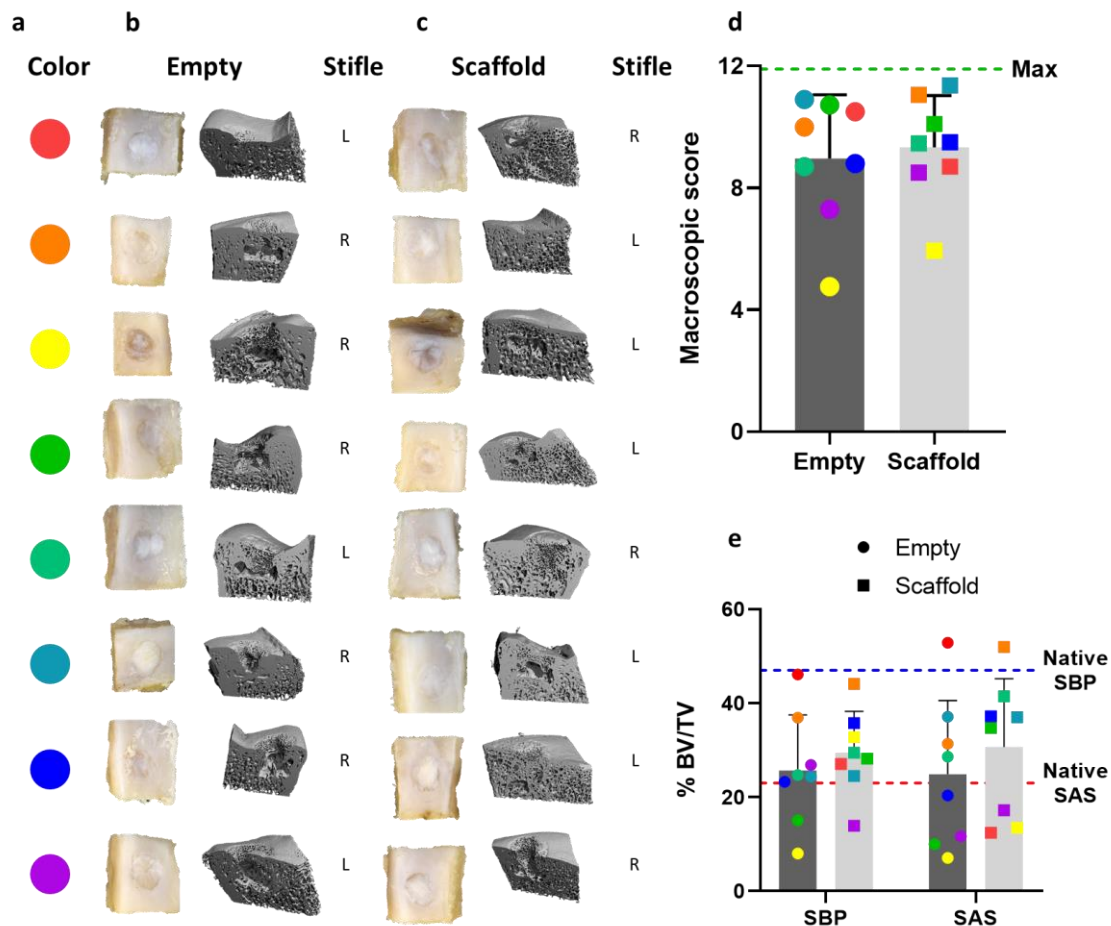 a b c d
Color Empty Stifle Scaffold Stifle
L R
R L
R L
R L
L R
R L
R L
L R
Max
12
8
4
0
Macroscopic score
Empty Scaffold
e
Empty
Scaffold
60
40
20
0
% BV/TV
Native
SBP
Native
SAS
SBP SAS